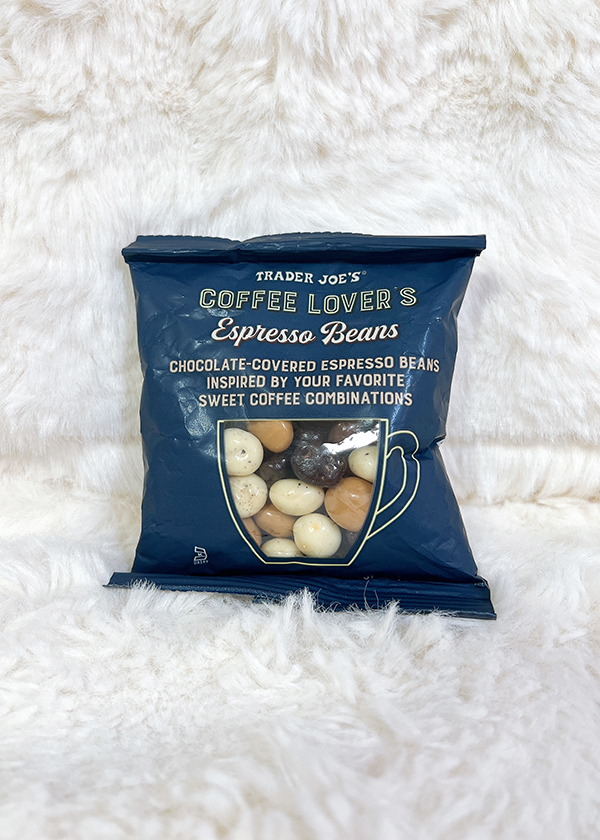 TRADER JOE'S®
COFFEE LOVER'S
Espresso Beans
CHOCOLATE-COVERED ESPRESSO BEANS
INSPIRED BY YOUR FAVORITE
SWEET COFFEE COMBINATIONS